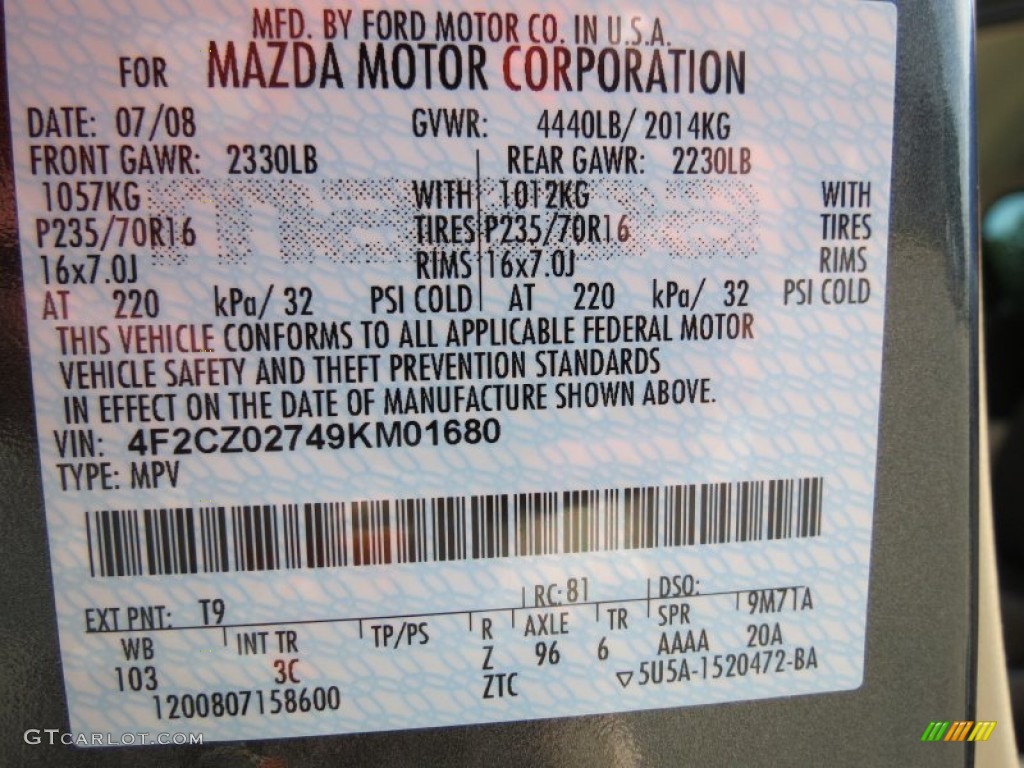 MFD. BY FORD MOTOR CO. IN U.S.A.
FOR MAZDA MOTOR CORPORATION
DATE: 07/08 GVWR: 4440LB/ 2014KG
FRONT GAWR: 2330LB REAR GAWR: 2230LB
1057KG WITH 1012KG WITH
P235/70R16 TIRES P235/70R16 TIRES
16x7.0J RIMS 16x7.0J RIMS
AT 220 kPa/ 32 PSI COLD AT 220 kPa/ 32 PSI COLD
THIS VEHICLE CONFORMS TO ALL APPLICABLE FEDERAL MOTOR
VEHICLE SAFETY AND THEFT PREVENTION STANDARDS
IN EFFECT ON THE DATE OF MANUFACTURE SHOWN ABOVE.
VIN: 4F2CZ02749KM01680
TYPE: MPV
EXT PNT: T9 RC: 81 DSO:
WB INT TR TP/PS R AXLE TR SPR 9M7TA
103 3C Z 96 6 AAAA 20A
1200807158600 ZTC ▽5U5A-1520472-BA
GTCARLOT.COM